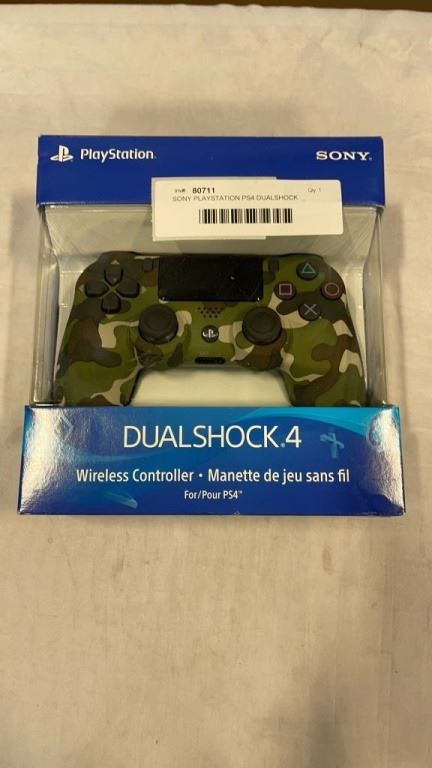 PlayStation.
SONY
Inv#: 80711 Qty: 1
SONY PLAYSTATION PS4 DUALSHOCK
DUALSHOCK.4
Wireless Controller • Manette de jeu sans fil
For/Pour PS4™